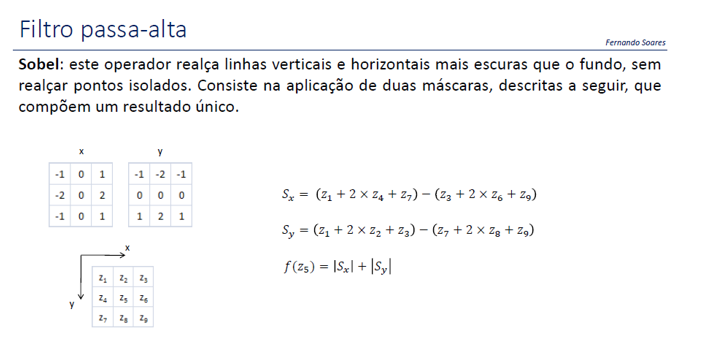 Filtro passa-alta
Fernando Soares
Sobel: este operador realça linhas verticais e horizontais mais escuras que o fundo, sem
realçar pontos isolados. Consiste na aplicação de duas máscaras, descritas a seguir, que
compõem um resultado único.
x
-1 0 1
-2 0 2
-1 0 1
y
-1 -2 -1
0 0 0
1 2 1
Sₓ = (z₁ + 2 × z₄ + z₇) − (z₃ + 2 × z₆ + z₉)
Sᵧ = (z₁ + 2 × z₂ + z₃) − (z₇ + 2 × z₈ + z₉)
f(z₅) = |Sₓ| + |Sᵧ|
x
y
z₁ z₂ z₃
z₄ z₅ z₆
z₇ z₈ z₉